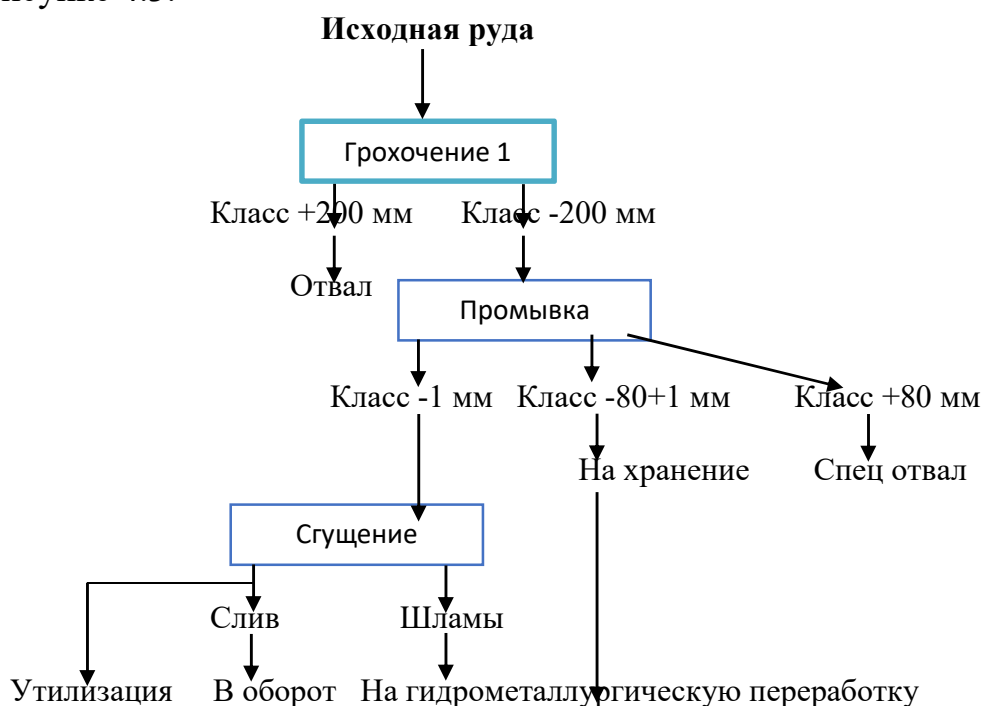 Исходная руда
Грохочение 1
Класс +200 мм Класс -200 мм
Отвал
Промывка
Класс -1 мм Класс -80+1 мм Класс +80 мм
На хранение Спец отвал
Сгущение
Слив Шламы
Утилизация В оборот На гидрометаллургическую переработку